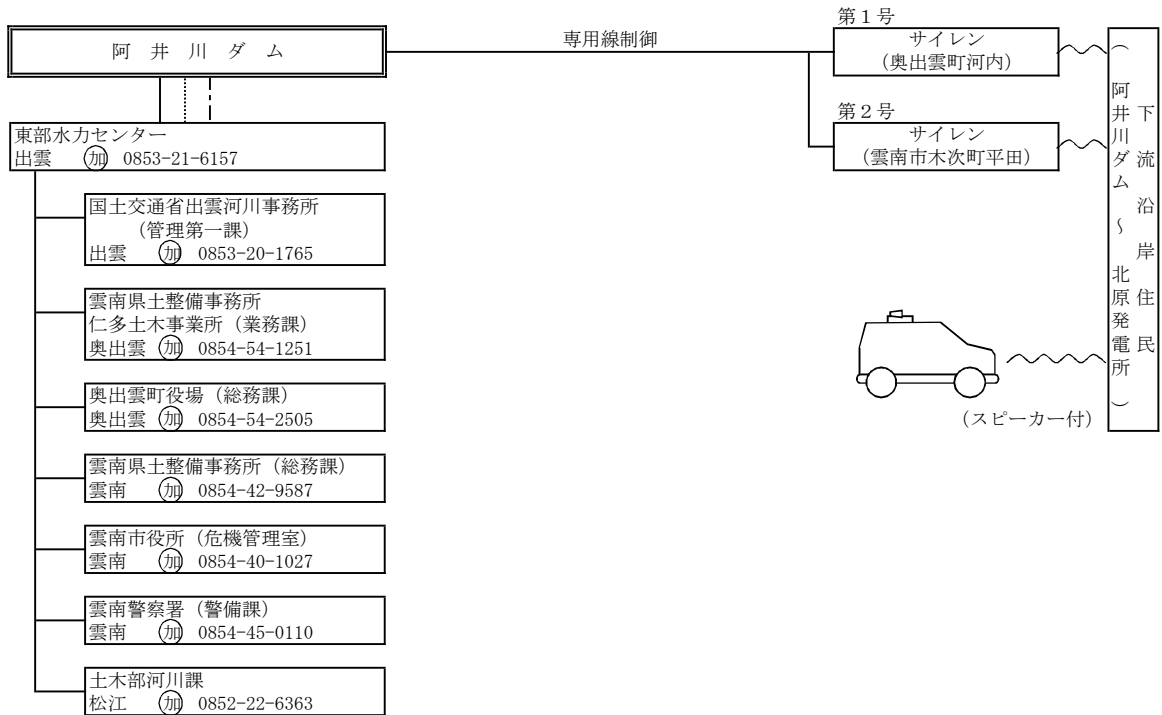 阿 井 川 ダ ム
専用線制御
第１号
サイレン
（奥出雲町河内）
第２号
サイレン
（雲南市木次町平田）
下流沿岸住民
（阿井川ダム～北原発電所）
（スピーカー付）
東部水力センター
出雲 ㊋ 0853-21-6157
国土交通省出雲河川事務所
（管理第一課）
出雲 加 0853-20-1765
雲南県土整備事務所
仁多土木事業所（業務課）
奥出雲 加 0854-54-1251
奥出雲町役場（総務課）
奥出雲 加 0854-54-2505
雲南県土整備事務所（総務課）
雲南 加 0854-42-9587
雲南市役所（危機管理室）
雲南 加 0854-40-1027
雲南警察署（警備課）
雲南 加 0854-45-0110
土木部河川課
松江 加 0852-22-6363